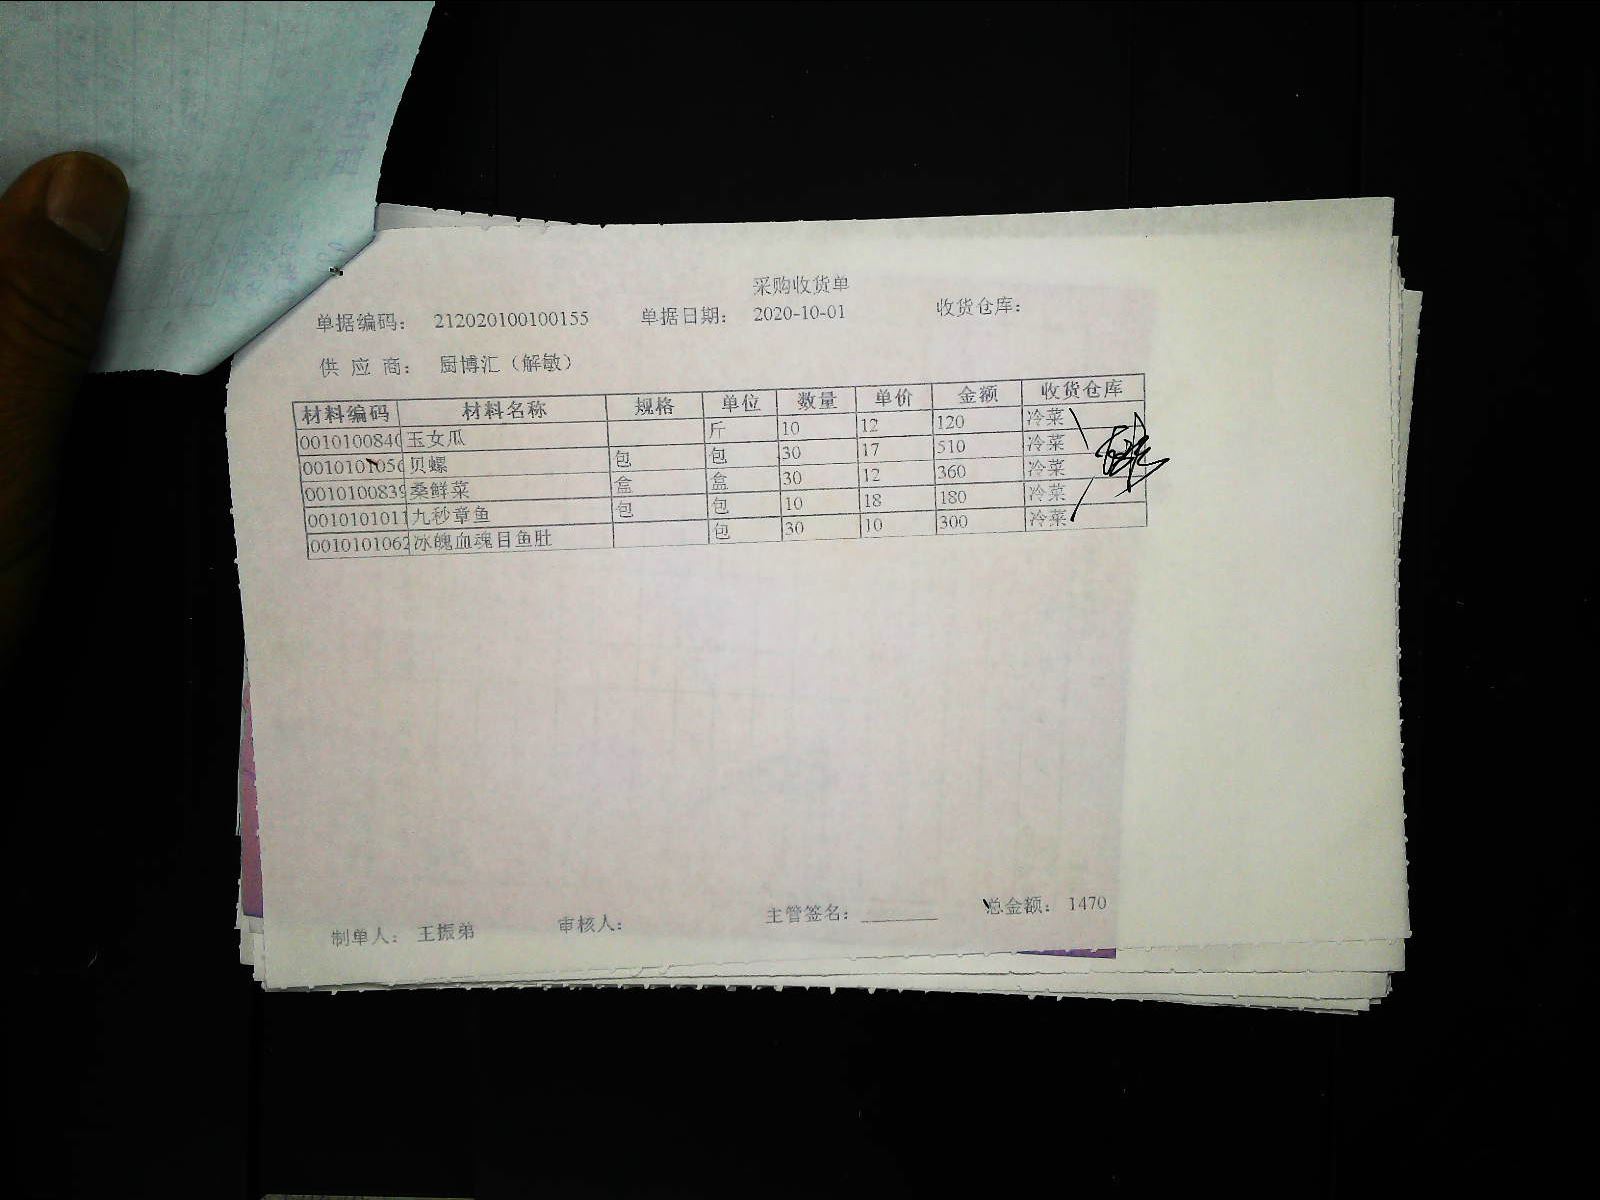 采购收货单
单据编码： 212020100100155 单据日期： 2020-10-01 收货仓库：
供 应 商： 厨博汇（解敏）
材料编码 材料名称 规格 单位 数量 单价 金额 收货仓库
001010084 玉女瓜 斤 10 12 120 冷菜
001010105 贝螺 包 包 30 17 510 冷菜
001010083 桑鲜菜 盒 盒 30 12 360 冷菜
001010101 九秒章鱼 包 包 10 18 180 冷菜
001010106 冰魄血魂目鱼肚 包 30 10 300 冷菜
制单人： 王振弟 审核人： 主管签名： 总金额： 1470